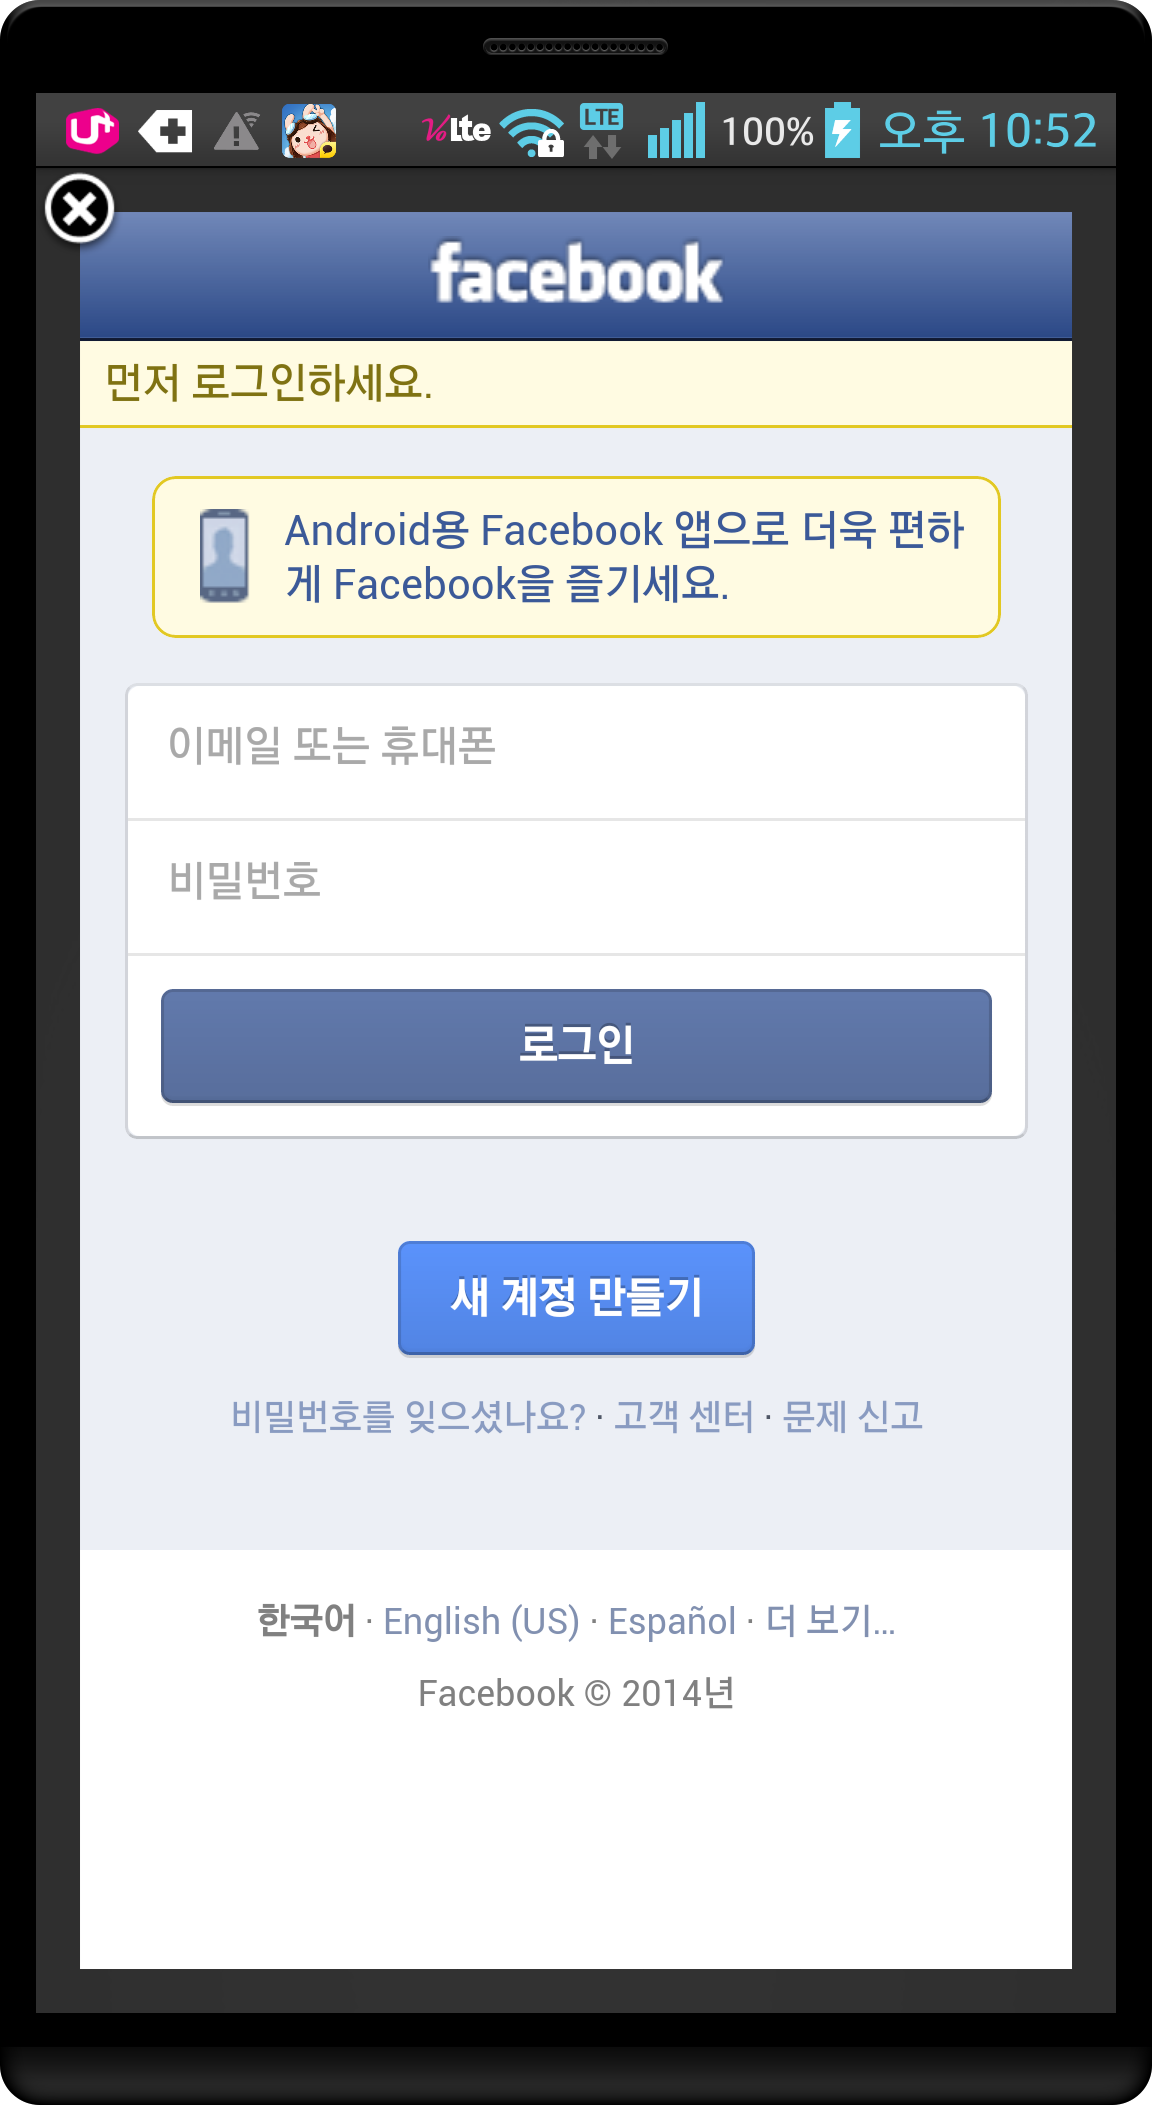 U+ Lte LTE 100% 오후 10:52
facebook
먼저 로그인하세요.
Android용 Facebook 앱으로 더욱 편하
게 Facebook을 즐기세요.
이메일 또는 휴대폰
비밀번호
로그인
새 계정 만들기
비밀번호를 잊으셨나요? · 고객 센터 · 문제 신고
한국어 · English (US) · Español · 더 보기...
Facebook © 2014년